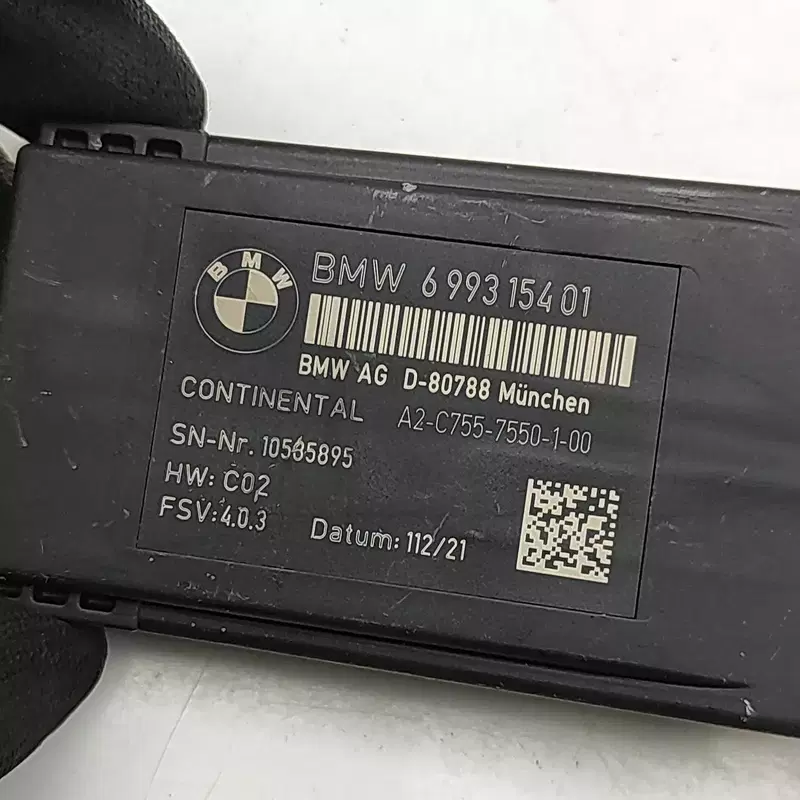 BMW
BMW 6 993 154 01
BMW AG D-80788 München
CONTINENTAL A2-C755-7550-1-00
SN-Nr. 10535895
HW: C02
FSV:4.0.3 Datum: 112/21